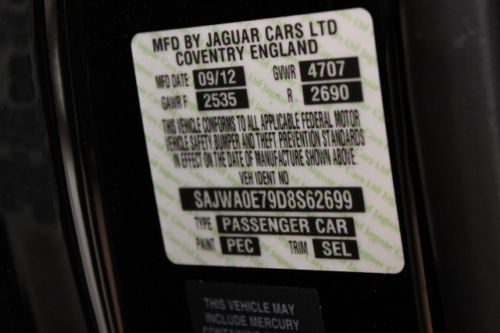 MFD BY JAGUAR CARS LTD
COVENTRY ENGLAND
MFD DATE 09/12 GVWR 4707
GAWR F 2535 R 2690
THIS VEHICLE CONFORMS TO ALL APPLICABLE FEDERAL MOTOR
VEHICLE SAFETY BUMPER AND THEFT PREVENTION STANDARDS
IN EFFECT ON THE DATE OF MANUFACTURE SHOWN ABOVE.
VEH IDENT NO
SAJWA0E79D8S62699
TYPE PASSENGER CAR
PAINT PEC TRIM SEL
THIS VEHICLE MAY
INCLUDE MERCURY